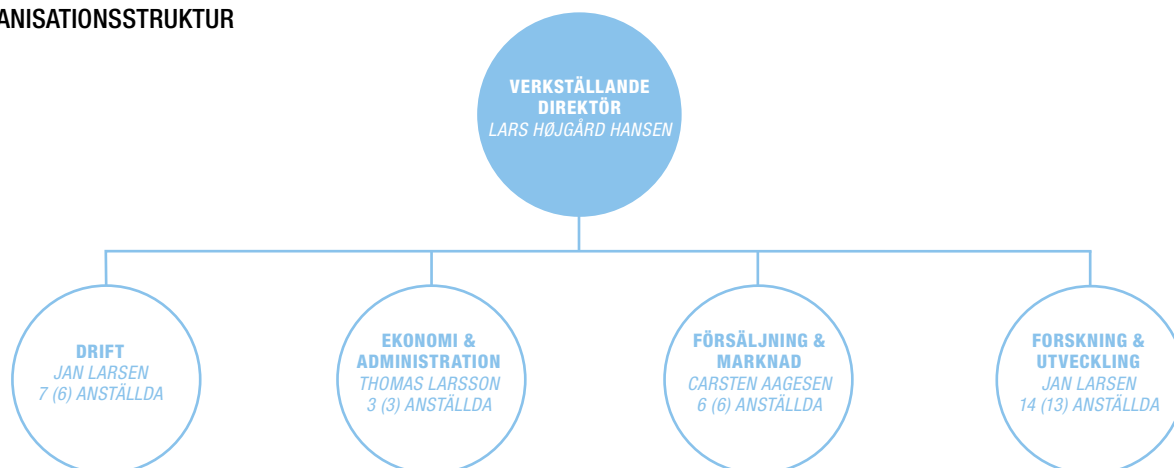 ANISATIONSSTRUKTUR
VERKSTÄLLANDE
DIREKTÖR
LARS HØJGÅRD HANSEN
DRIFT
JAN LARSEN
7 (6) ANSTÄLLDA
EKONOMI &
ADMINISTRATION
THOMAS LARSSON
3 (3) ANSTÄLLDA
FÖRSÄLJNING &
MARKNAD
CARSTEN AAGESEN
6 (6) ANSTÄLLDA
FORSKNING &
UTVECKLING
JAN LARSEN
14 (13) ANSTÄLLDA